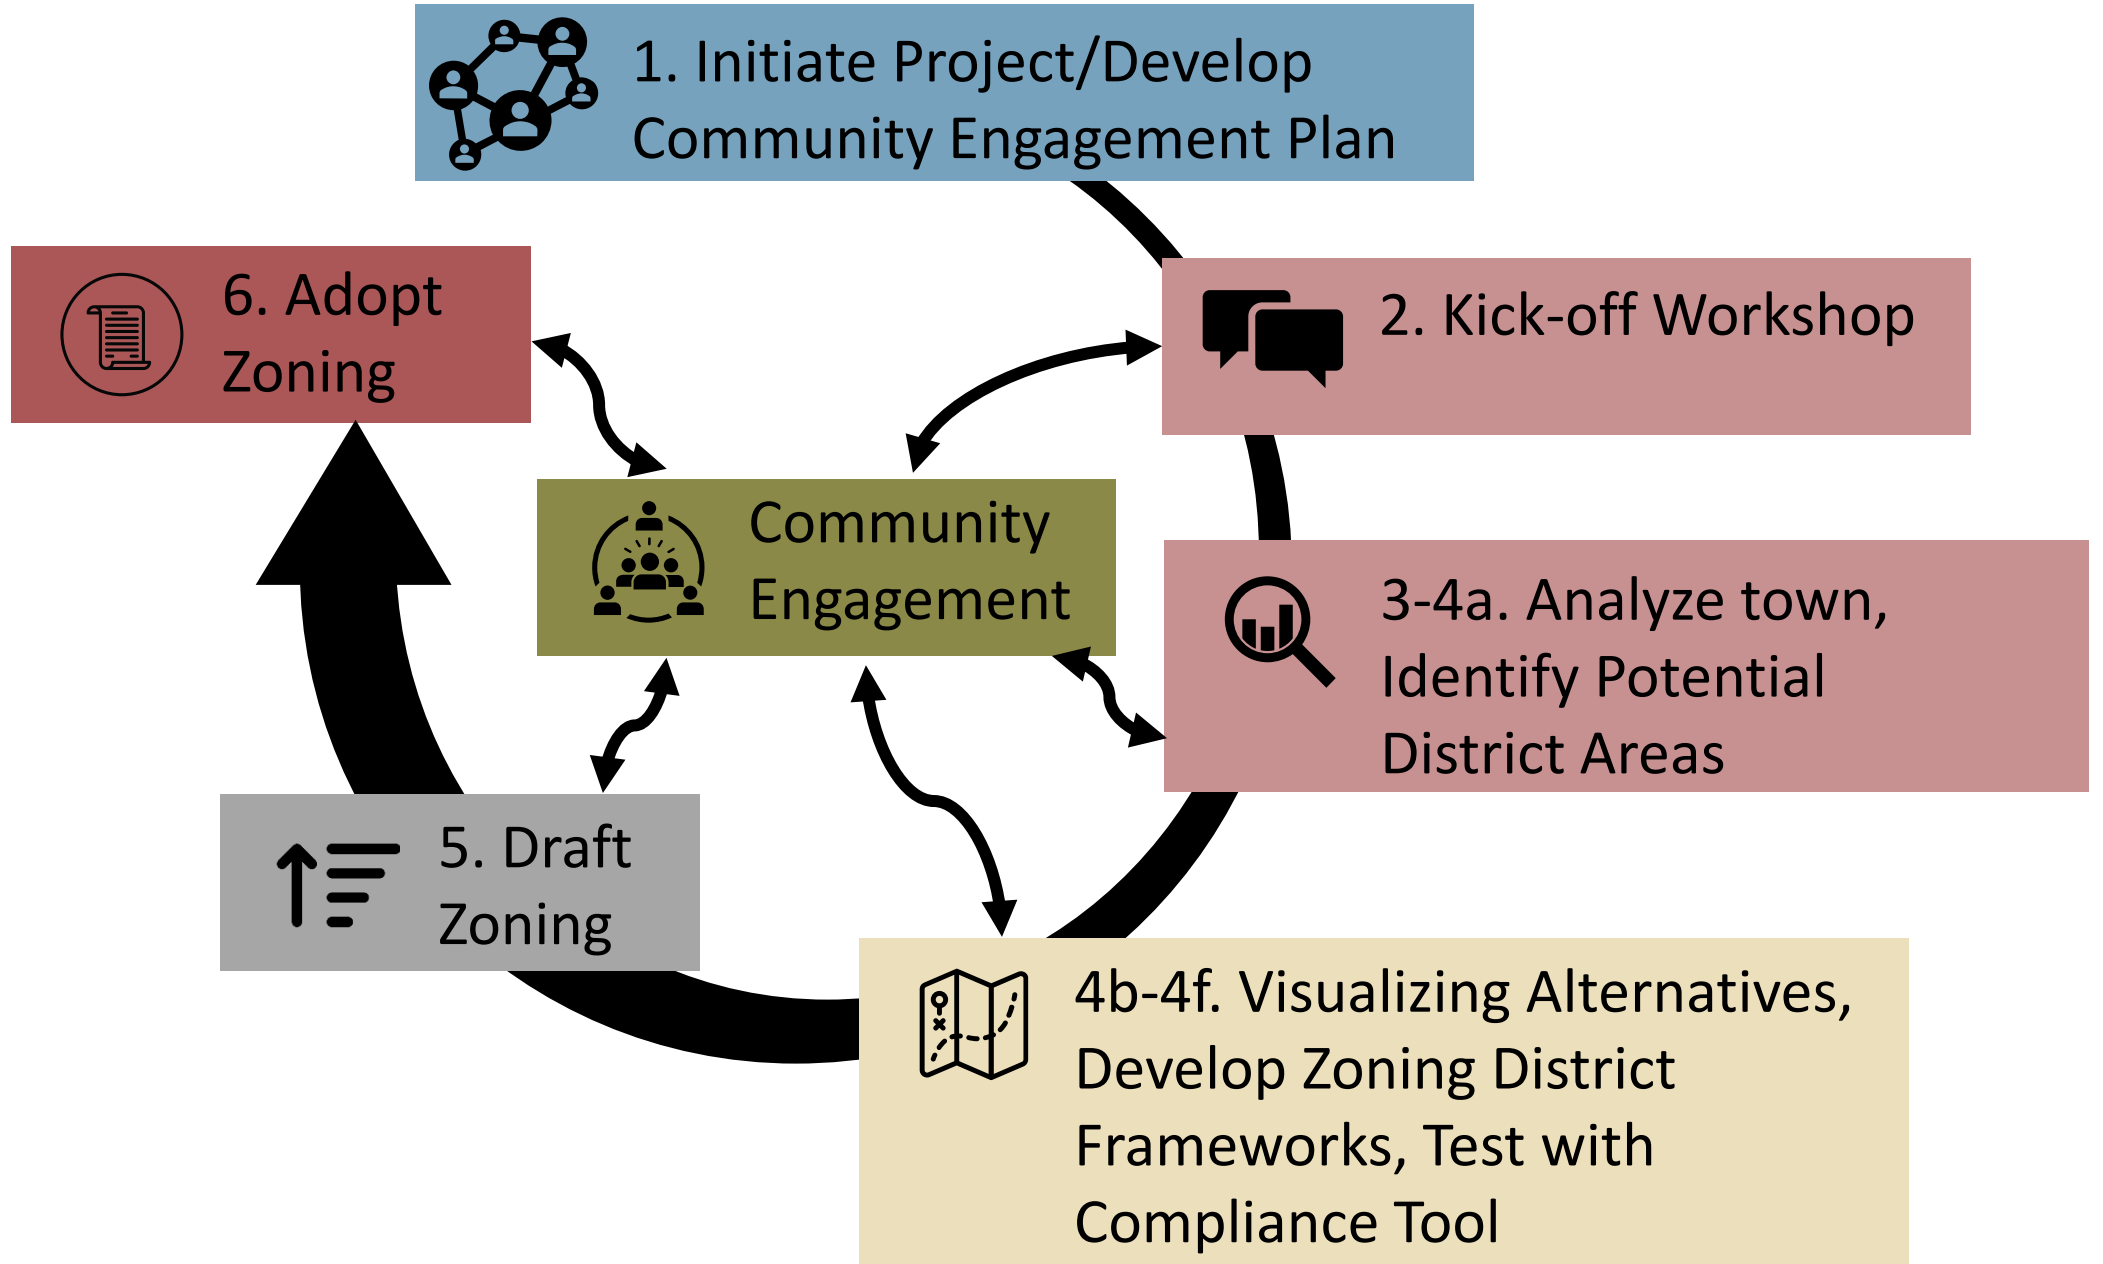 1. Initiate Project/Develop
Community Engagement Plan
2. Kick-off Workshop
3-4a. Analyze town,
Identify Potential
District Areas
4b-4f. Visualizing Alternatives,
Develop Zoning District
Frameworks, Test with
Compliance Tool
5. Draft
Zoning
6. Adopt
Zoning
Community
Engagement